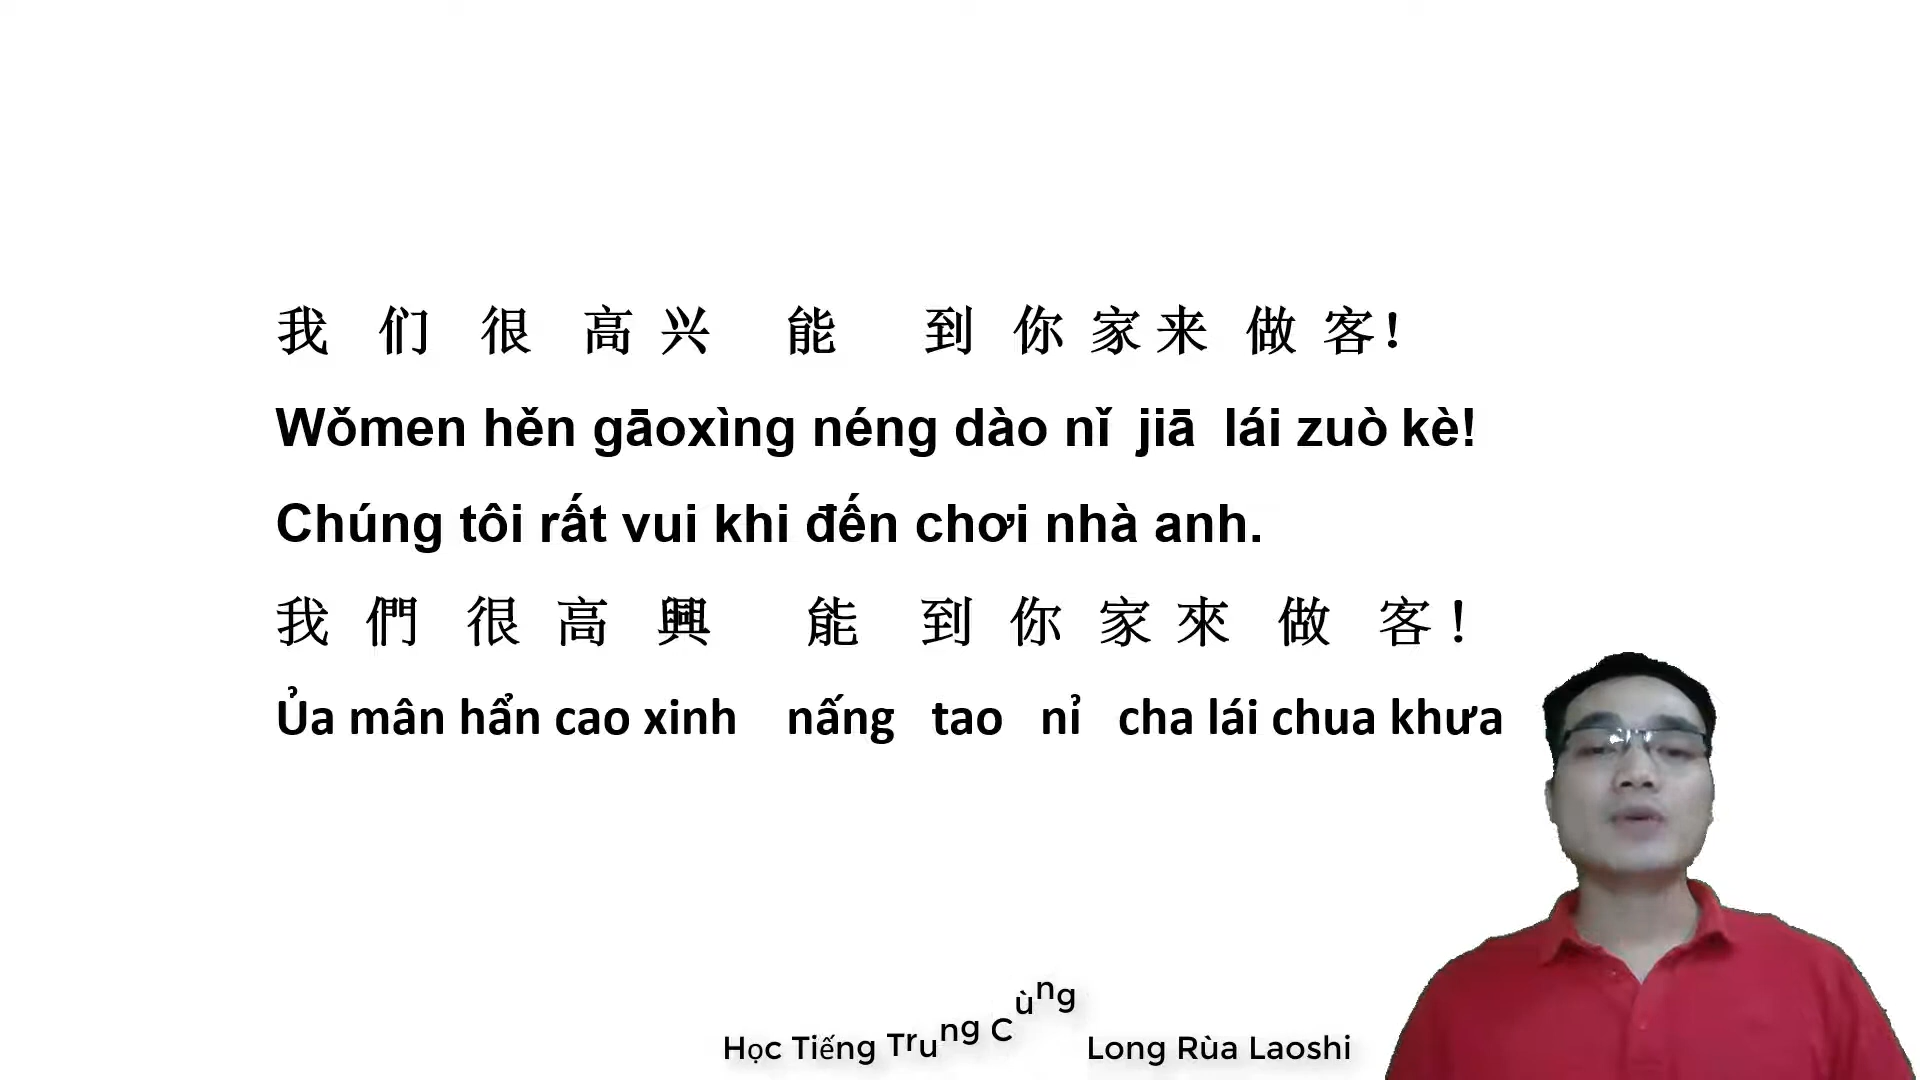 我们很高兴能到你家来做客!
Wǒmen hěn gāoxìng néng dào nǐ jiā lái zuò kè!
Chúng tôi rất vui khi đến chơi nhà anh.
我們很高興能到你家來做客!
Ủa mân hẩn cao xinh nấng tao nỉ cha lái chua khưa
Học Tiếng Trung Cùng Long Rùa Laoshi